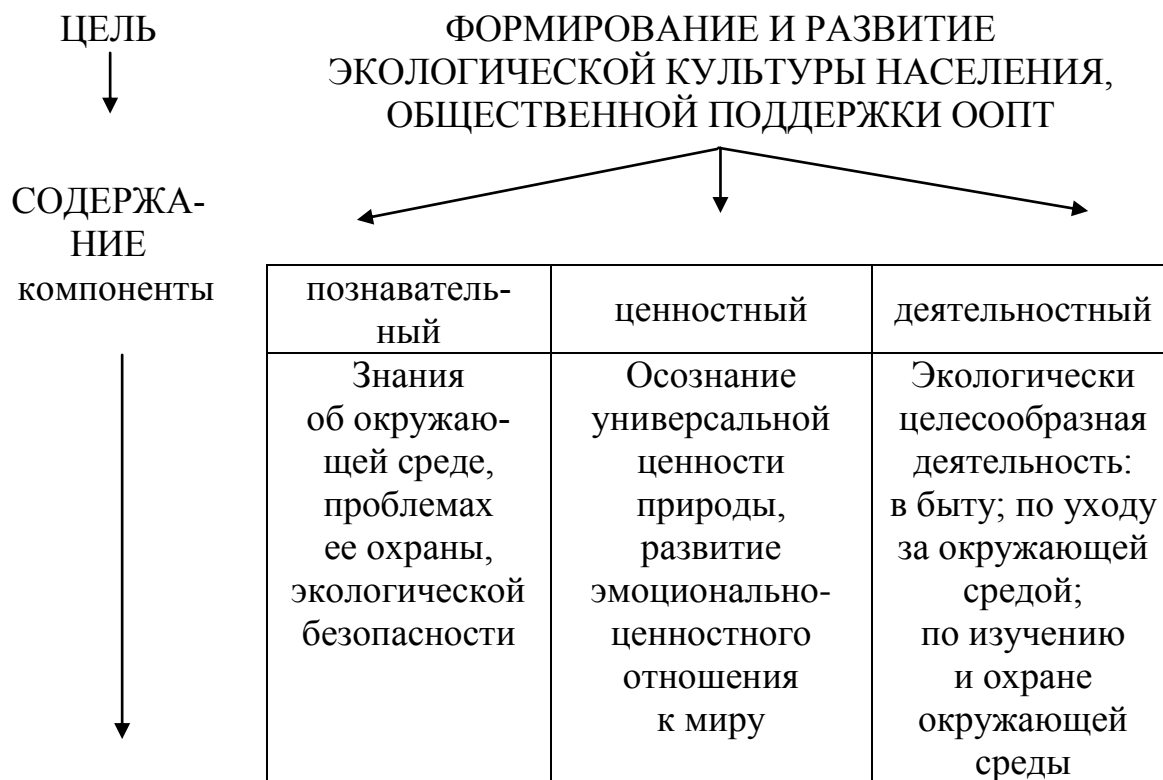 ЦЕЛЬ
ФОРМИРОВАНИЕ И РАЗВИТИЕ
ЭКОЛОГИЧЕСКОЙ КУЛЬТУРЫ НАСЕЛЕНИЯ,
ОБЩЕСТВЕННОЙ ПОДДЕРЖКИ ООПТ
СОДЕРЖА-
НИЕ
компоненты
познаватель-
ный
ценностный
деятельностный
Знания
об окружаю-
щей среде,
проблемах
ее охраны,
экологической
безопасности
Осознание
универсальной
ценности
природы,
развитие
эмоционально-
ценностного
отношения
к миру
Экологически
целесообразная
деятельность:
в быту; по уходу
за окружающей
средой;
по изучению
и охране
окружающей
среды